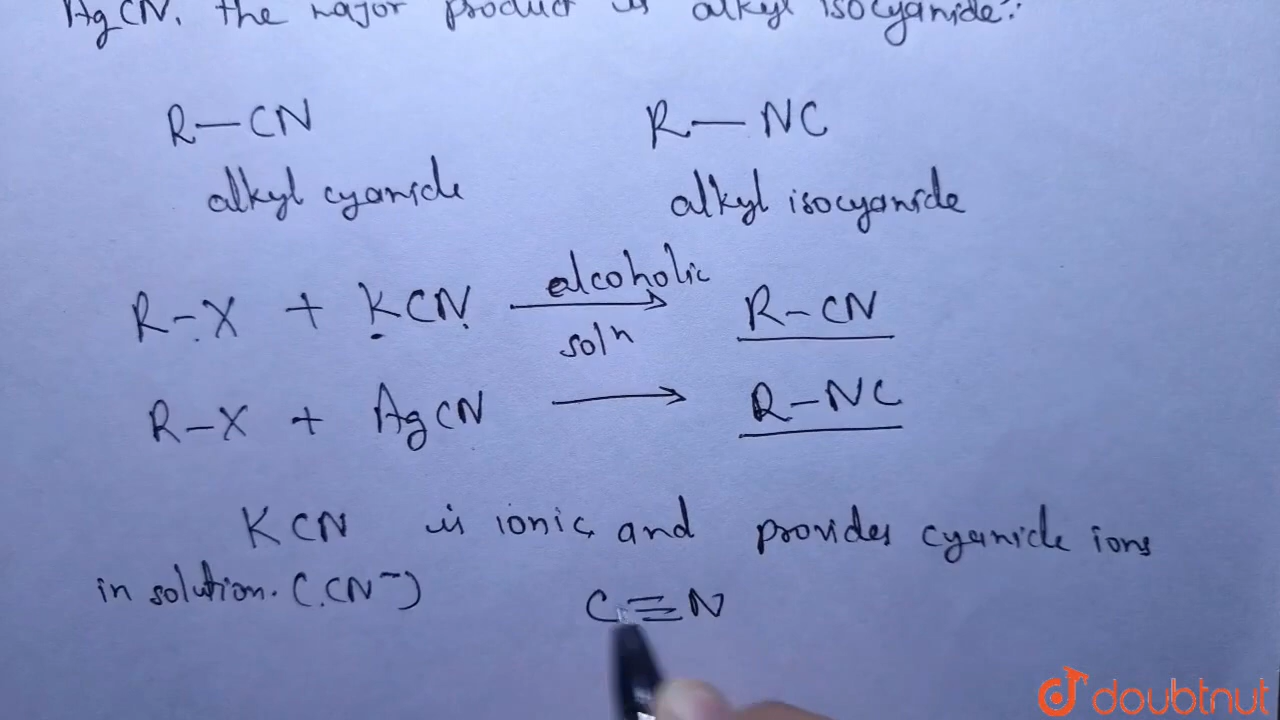 AgCN, the major product is alkyl isocyanide?
R—CN
alkyl cyanide
R—NC
alkyl isocyanide
R-X + KCN alcoholic soln → R-CN
R-X + AgCN → R-NC
KCN is ionic, and provides cyanide ions
in solution. (:CN⁻)
C≡N
doubtnut